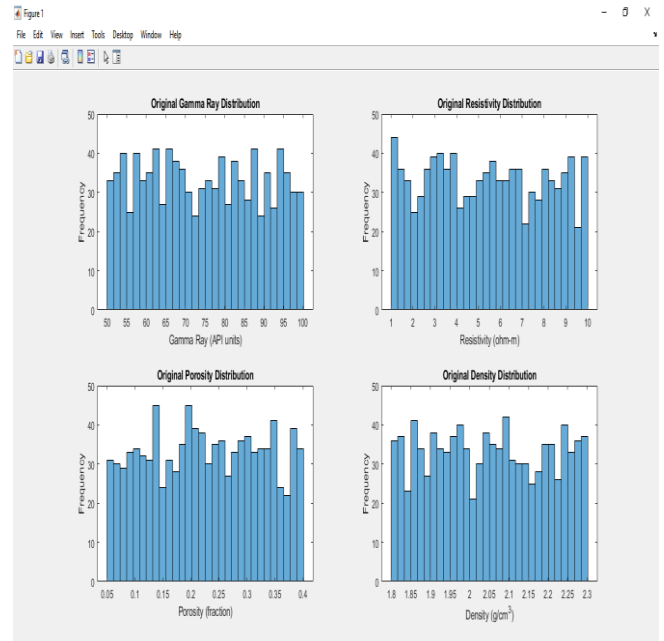 Figure 1
File Edit View Insert Tools Desktop Window Help
Original Gamma Ray Distribution
50
40
30
20
10
0
Frequency
50 55 60 65 70 75 80 85 90 95 100
Gamma Ray (API units)
Original Resistivity Distribution
50
40
30
20
10
0
Frequency
1 2 3 4 5 6 7 8 9 10
Resistivity (ohm-m)
Original Porosity Distribution
50
40
30
20
10
0
Frequency
0.05 0.1 0.15 0.2 0.25 0.3 0.35 0.4
Porosity (fraction)
Original Density Distribution
50
40
30
20
10
0
Frequency
1.8 1.85 1.9 1.95 2 2.05 2.1 2.15 2.2 2.25 2.3
Density (g/cm³)